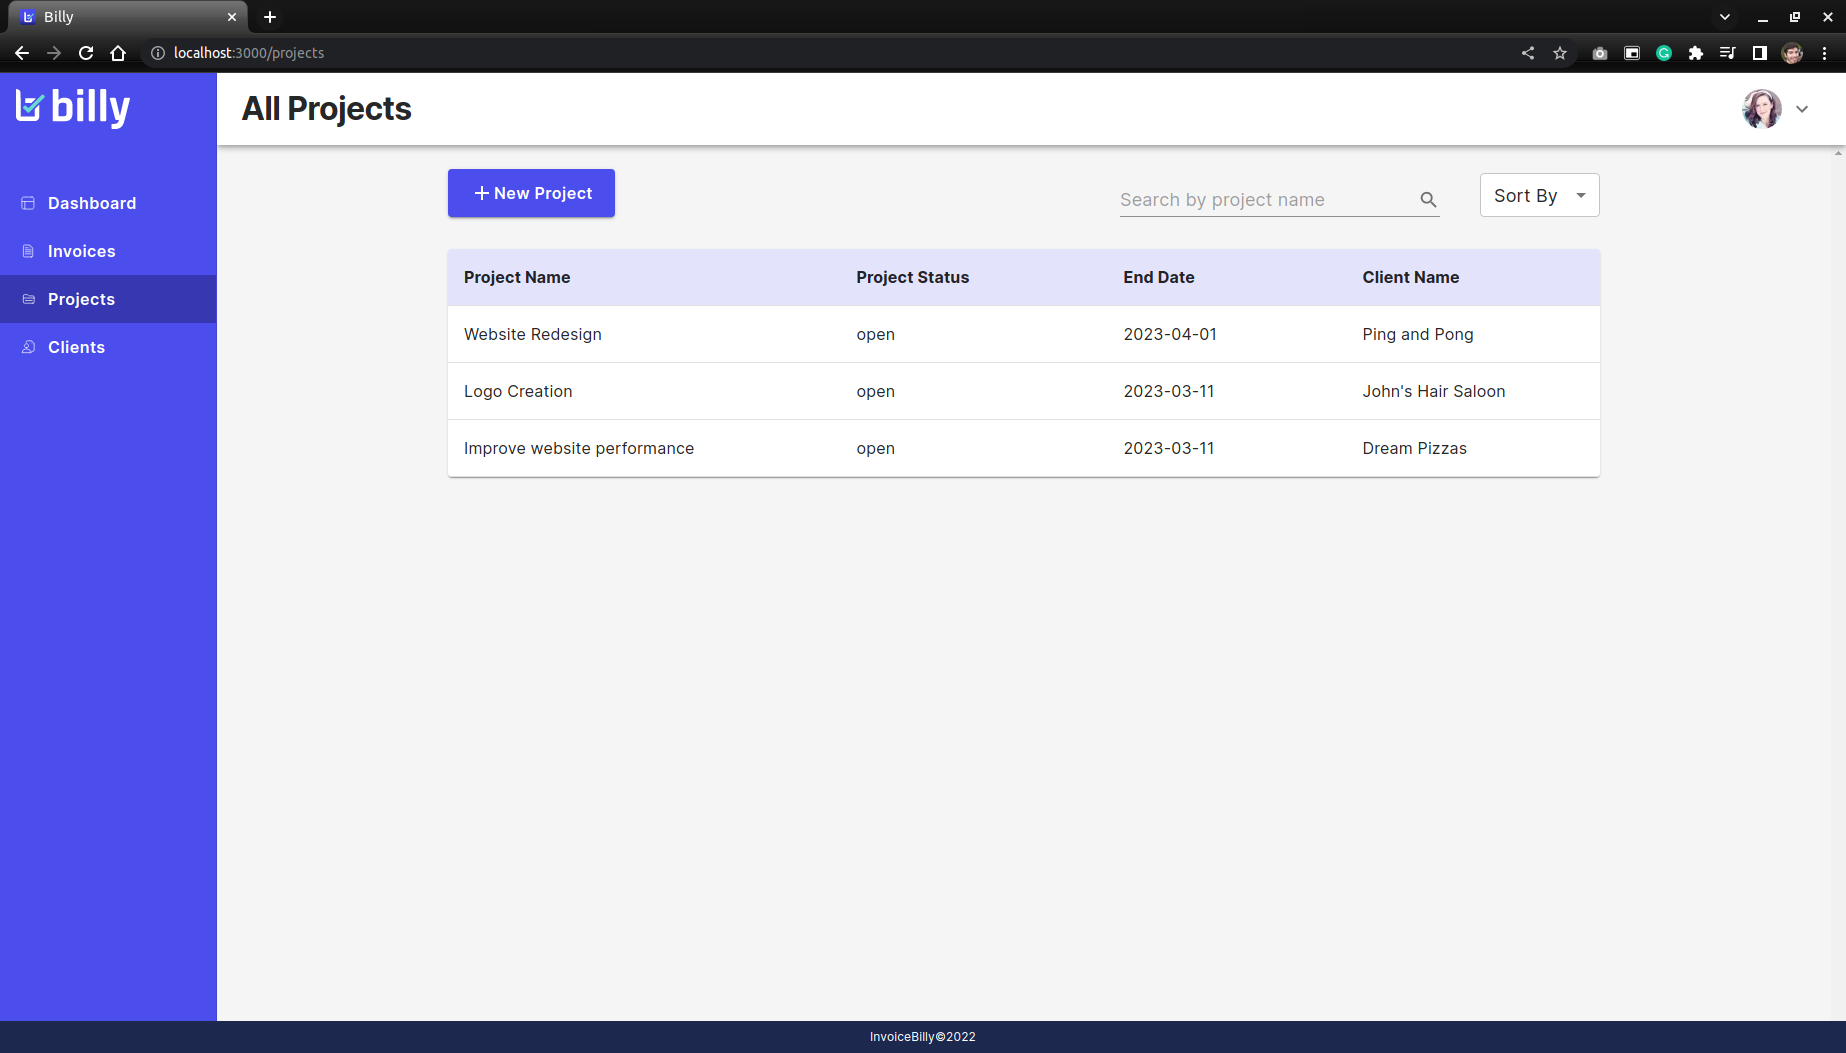 Billy
localhost:3000/projects
billy
All Projects
Dashboard
Invoices
Projects
Clients
New Project
Search by project name
Sort By
Project Name Project Status End Date Client Name
Website Redesign open 2023-04-01 Ping and Pong
Logo Creation open 2023-03-11 John's Hair Saloon
Improve website performance open 2023-03-11 Dream Pizzas
InvoiceBilly©2022